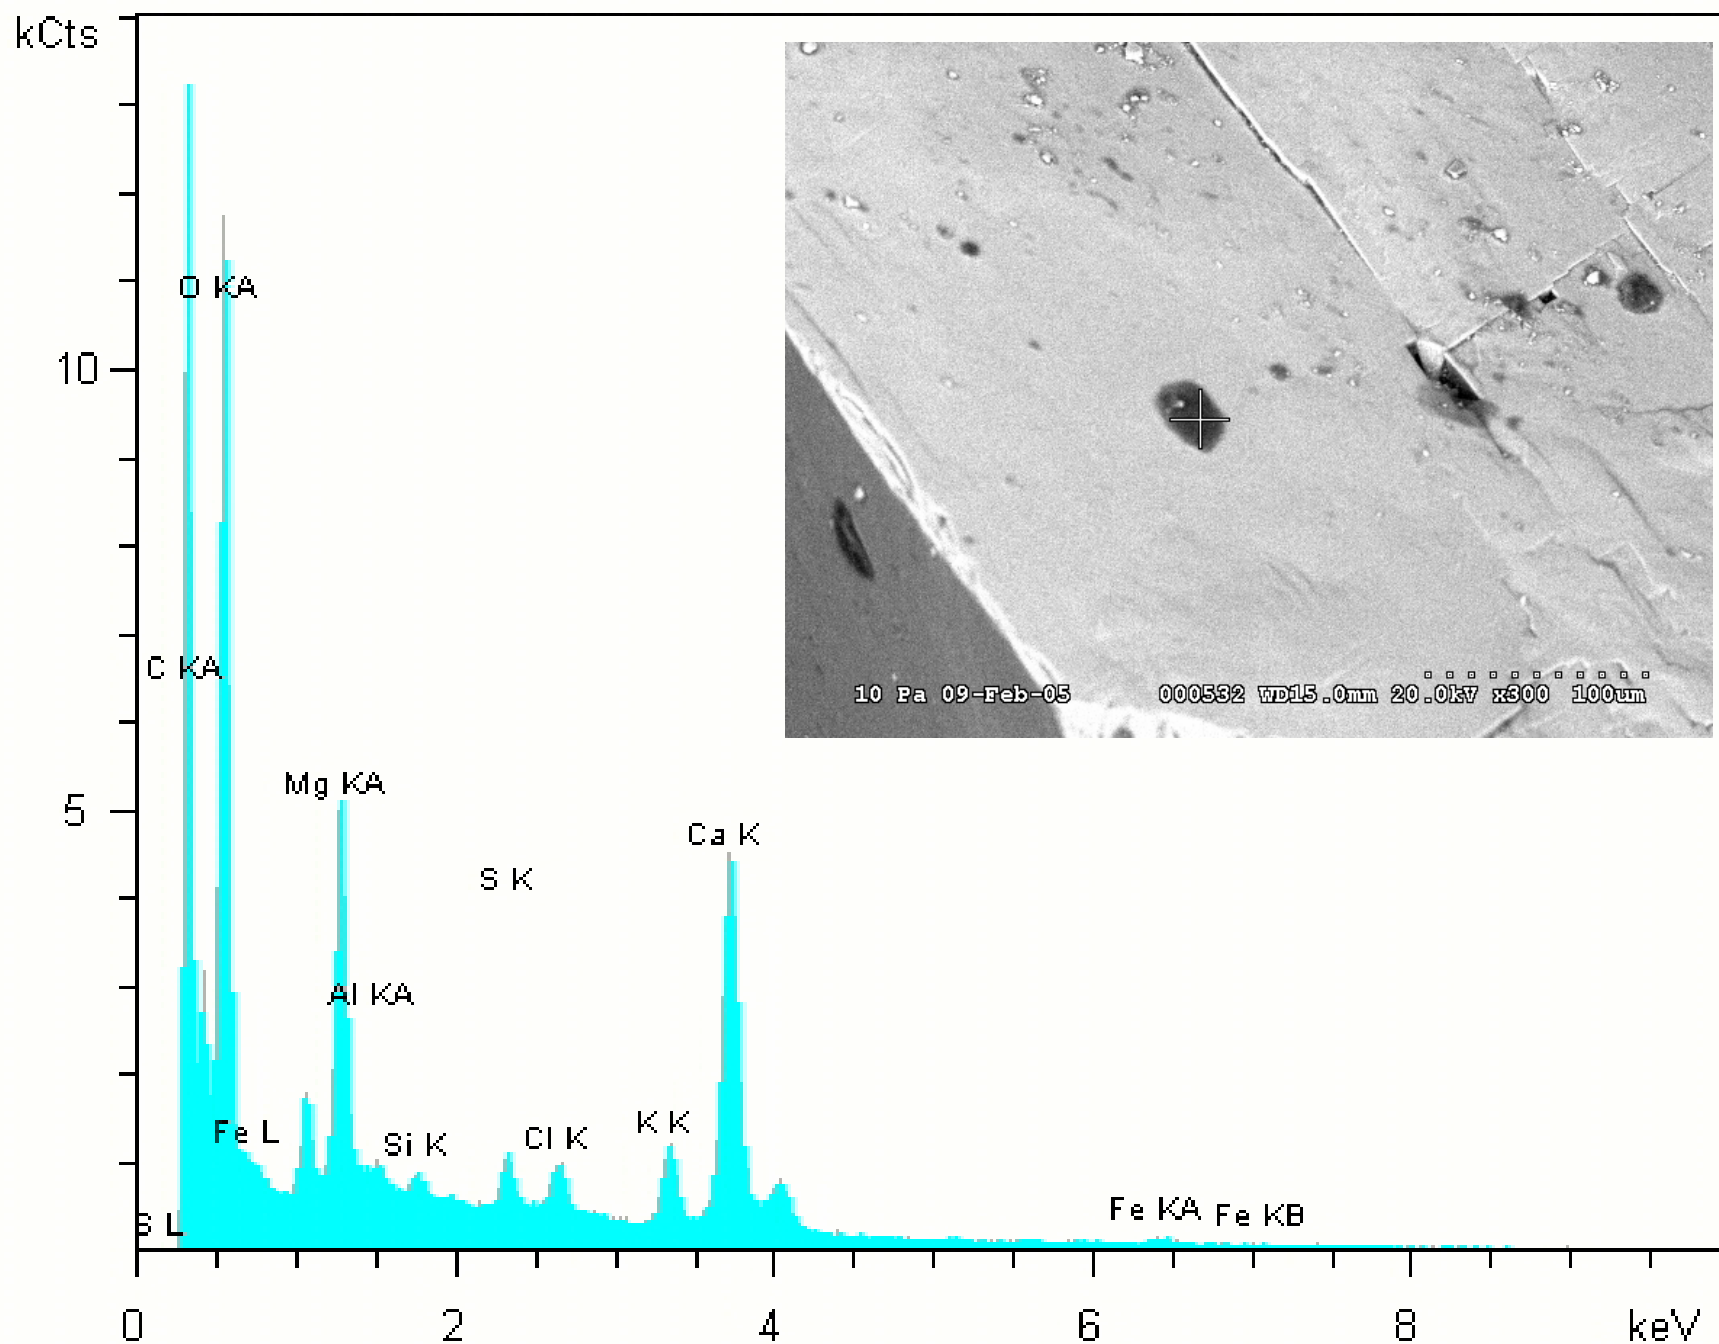 kCts
O KA
10
C KA
Mg KA
5
Ca K
S K
Al KA
Fe L
Si K
Cl K
K K
Fe KA
Fe KB
S L
0
2
4
6
8
keV
10 Pa 09-Feb-05
000532 WD15.0mm 20.0kV x300 100um